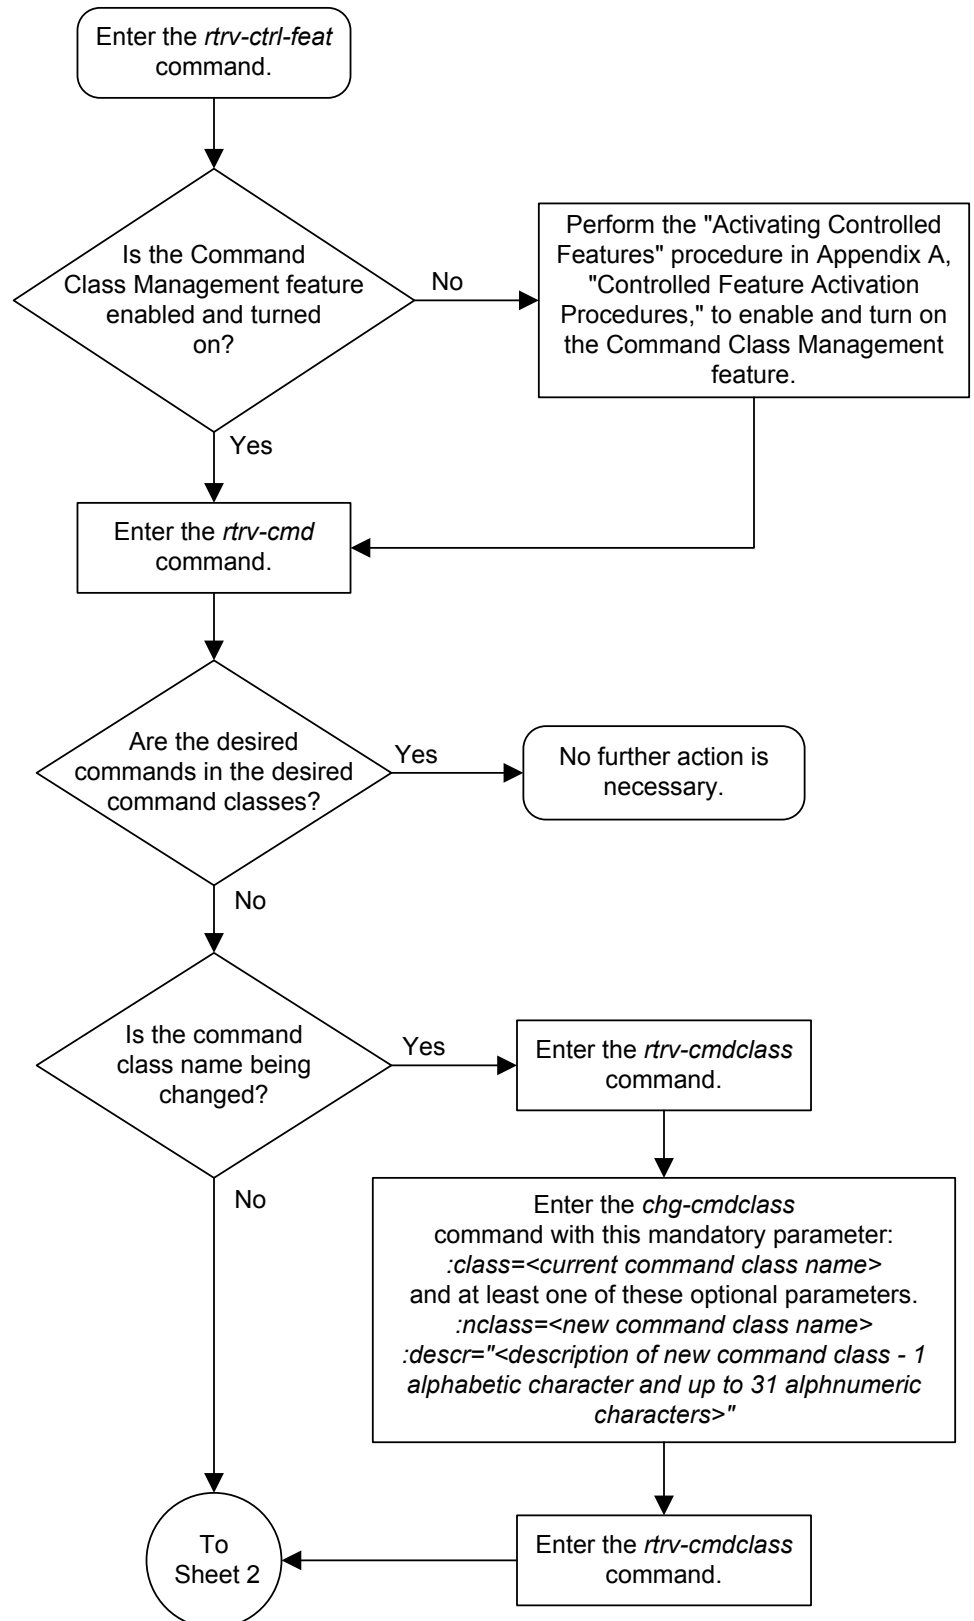 Enter the rtrv-ctrl-feat
command.
Is the Command
Class Management feature
enabled and turned
on?
No
Perform the "Activating Controlled
Features" procedure in Appendix A,
"Controlled Feature Activation
Procedures," to enable and turn on
the Command Class Management
feature.
Yes
Enter the rtrv-cmd
command.
Are the desired
commands in the desired
command classes?
Yes
No further action is
necessary.
No
Is the command
class name being
changed?
Yes
Enter the rtrv-cmdclass
command.
No
Enter the chg-cmdclass
command with this mandatory parameter:
:class=<current command class name>
and at least one of these optional parameters.
:nclass=<new command class name>
:descr="<description of new command class - 1
alphabetic character and up to 31 alphnumeric
characters>"
To
Sheet 2
Enter the rtrv-cmdclass
command.